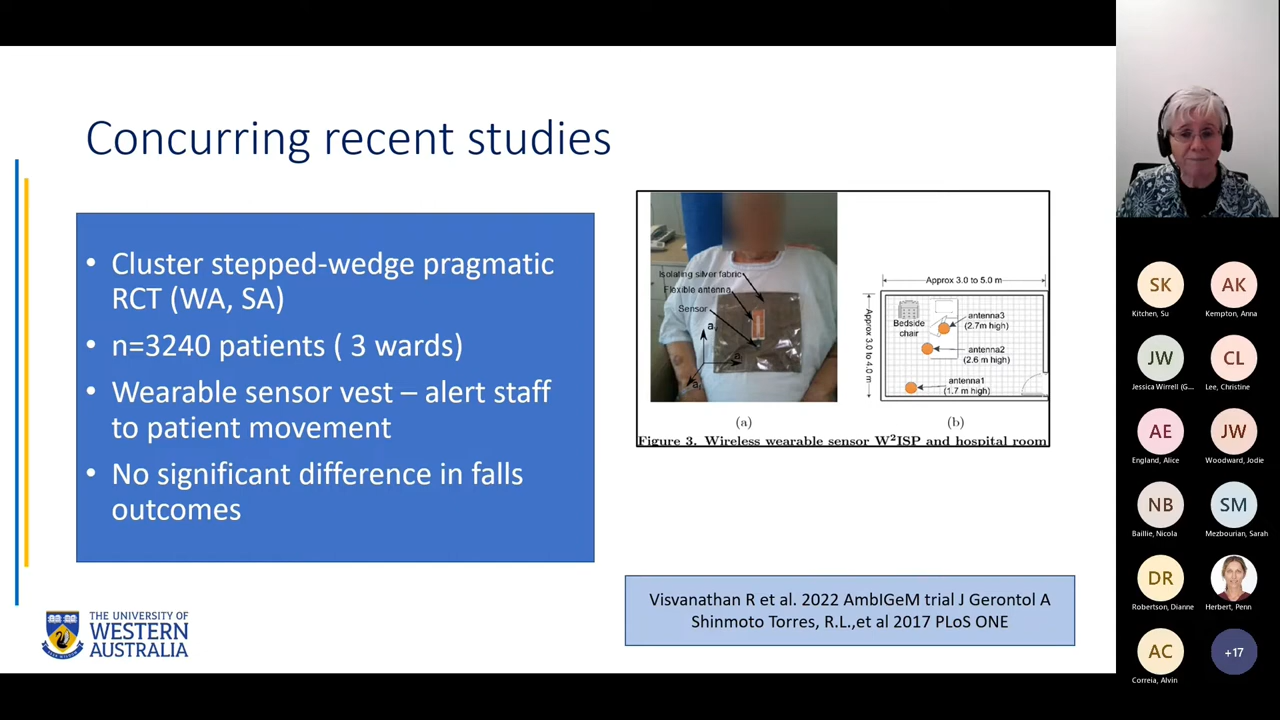 Concurring recent studies
• Cluster stepped-wedge pragmatic
RCT (WA, SA)
• n=3240 patients ( 3 wards)
• Wearable sensor vest – alert staff
to patient movement
• No significant difference in falls
outcomes
Isolating silver fabric
Flexible antenna
Sensor
(a)
Approx 3.0 to 5.0 m
Approx 3.0 to 4.0 m
Bedside
chair
antenna3
(2.7m high)
antenna2
(2.6 m high)
antenna1
(1.7 m high)
(b)
Figure 3. Wireless wearable sensor W²ISP and hospital room
Visvanathan R et al. 2022 AmbIGeM trial J Gerontol A
Shinmoto Torres, R.L.,et al 2017 PLoS ONE
THE UNIVERSITY OF
WESTERN
AUSTRALIA
SK
Kitchen, Su
AK
Kempton, Anna
JW
Jessica Wirrell (G...
CL
Lee, Christine
AE
England, Alice
JW
Woodward, Jodie
NB
Baillie, Nicola
SM
Mezbourian, Sarah
DR
Robertson, Dianne
Herbert, Penn
AC
Correia, Alvin
+17